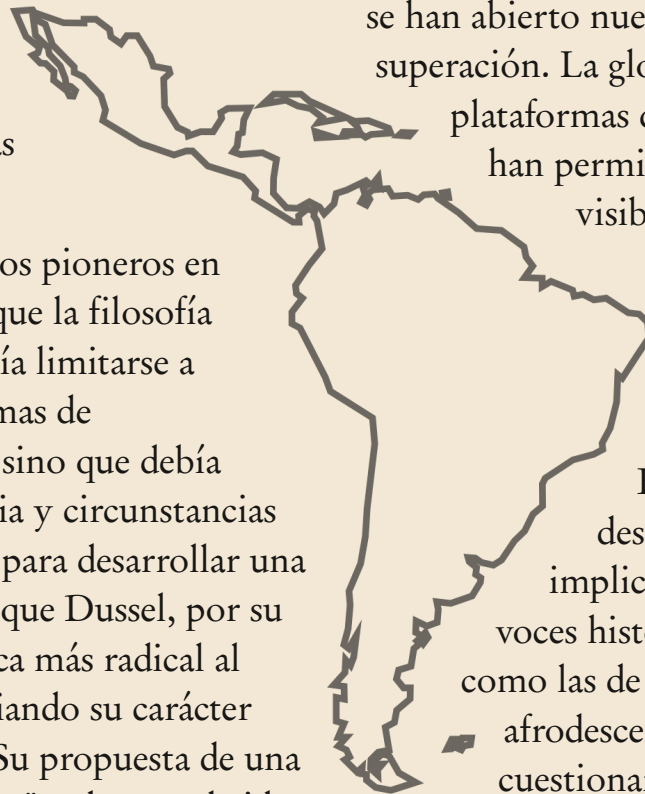 os pioneros en
que la filosofía
ía limitarse a
mas de
sino que debía
ia y circunstancias
para desarrollar una
que Dussel, por su
ca más radical al
iando su carácter
Su propuesta de una
se han abierto nue
superación. La glo
plataformas
han permi
visib
des
implic
voces hist
como las de
afrodesce
cuestiona